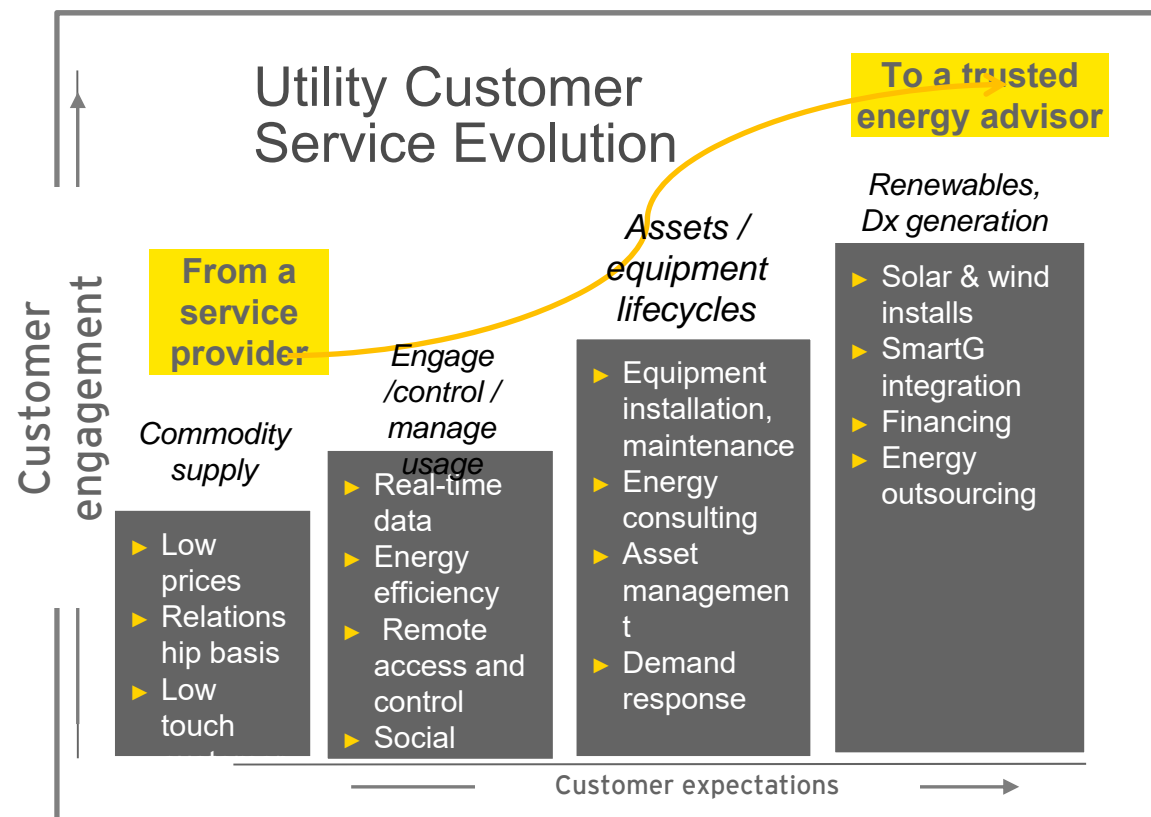 Utility Customer
Service Evolution
To a trusted
energy advisor
From a
service
provider
Customer
engagement
Commodity
supply
► Low
prices
► Relations
hip basis
► Low
touch
Engage
/control /
manage
usage
► Real-time
data
► Energy
efficiency
► Remote
access and
control
► Social
Assets /
equipment
lifecycles
► Equipment
installation,
maintenance
► Energy
consulting
► Asset
managemen
t
► Demand
response
Renewables,
Dx generation
► Solar & wind
installs
► SmartG
integration
► Financing
► Energy
outsourcing
Customer expectations